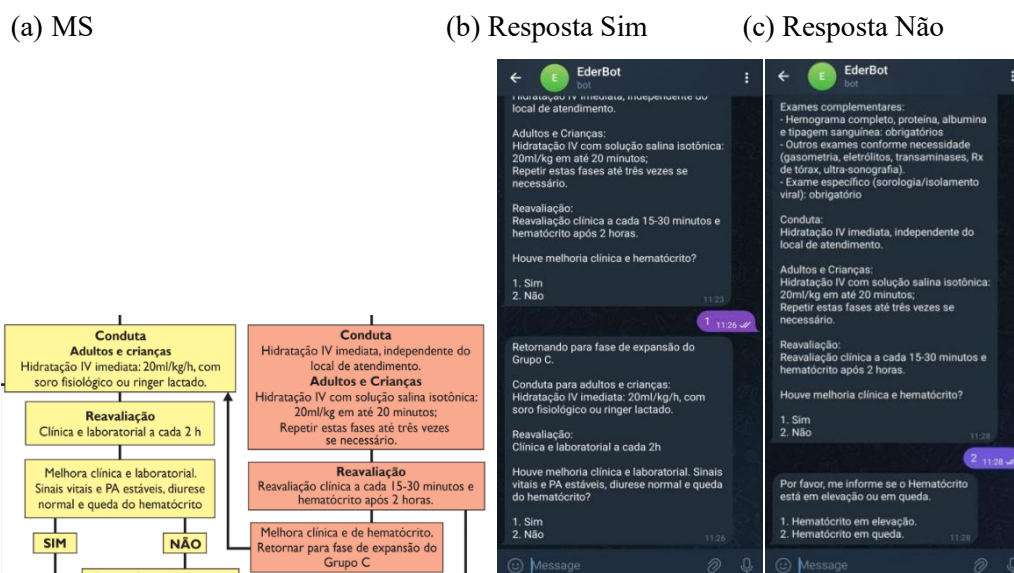 (a) MS
(b) Resposta Sim
(c) Resposta Não
Conduta
Adultos e crianças
Hidratação IV imediata: 20ml/kg/h, com
soro fisiológico ou ringer lactado.
Reavaliação
Clínica e laboratorial a cada 2 h
Melhora clínica e laboratorial.
Sinais vitais e PA estáveis, diurese
normal e queda do hematócrito
SIM
NÃO
Conduta
Hidratação IV imediata, independente do
local de atendimento.
Adultos e Crianças
Hidratação IV com solução salina isotônica:
20ml/kg em até 20 minutos;
Repetir estas fases até três vezes
se necessário.
Reavaliação
Reavaliação clínica a cada 15-30 minutos e
hematócrito após 2 horas.
Melhora clínica e de hematócrito.
Retornar para fase de expansão do
Grupo C
E
EderBot
bot
Hidratação IV imediata, independente do
local de atendimento.
Adultos e Crianças:
Hidratação IV com solução salina isotônica:
20ml/kg em até 20 minutos;
Repetir estas fases até três vezes se
necessário.
Reavaliação:
Reavaliação clínica a cada 15-30 minutos e
hematócrito após 2 horas.
Houve melhoria clínica e hematócrito?
1. Sim
2. Não
11:23
1 11:26
Retornando para fase de expansão do
Grupo C.
Conduta para adultos e crianças:
Hidratação IV imediata: 20ml/kg/h, com
soro fisiológico ou ringer lactado.
Reavaliação:
Clínica e laboratorial a cada 2h
Houve melhoria clínica e laboratorial. Sinais
vitais e PA estáveis, diurese normal e queda
do hematócrito?
1. Sim
2. Não
11:26
Message
E
EderBot
bot
Exames complementares:
- Hemograma completo, proteína, albumina
e tipagem sanguínea: obrigatórios
- Outros exames conforme necessidade
(gasometria, eletrólitos, transaminases, Rx
de tórax, ultra-sonografia).
- Exame específico (sorologia/isolamento
viral): obrigatório
Conduta:
Hidratação IV imediata, independente do
local de atendimento.
Adultos e Crianças:
Hidratação IV com solução salina isotônica:
20ml/kg em até 20 minutos;
Repetir estas fases até três vezes se
necessário.
Reavaliação:
Reavaliação clínica a cada 15-30 minutos e
hematócrito após 2 horas.
Houve melhoria clínica e hematócrito?
1. Sim
2. Não
11:28
2 11:28
Por favor, me informe se o Hematócrito
está em elevação ou em queda.
1. Hematócrito em elevação.
2. Hematócrito em queda.
11:28
Message